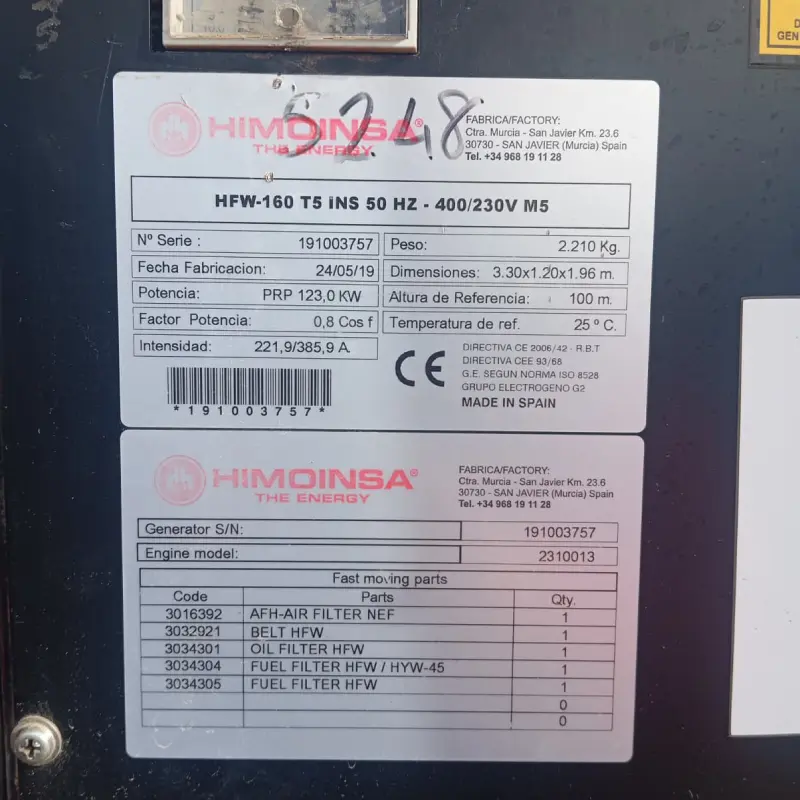 D
GEN
5248
HIMOINSA®
THE ENERGY
FABRICA/FACTORY:
Ctra. Murcia - San Javier Km. 23.6
30730 - SAN JAVIER (Murcia) Spain
Tel. +34 968 19 11 28
HFW-160 T5 INS 50 HZ - 400/230V M5
Nº Serie : 191003757
Peso: 2.210 Kg.
Fecha Fabricacion: 24/05/19
Dimensiones: 3.30x1.20x1.96 m.
Potencia: PRP 123,0 KW
Altura de Referencia: 100 m.
Factor Potencia: 0,8 Cos f
Temperatura de ref. 25 º C.
Intensidad: 221,9/385,9 A
CE
DIRECTIVA CE 2006/42 - R.B.T
DIRECTIVA CEE 93/68
G.E. SEGUN NORMA ISO 8528
GRUPO ELECTROGENO G2
MADE IN SPAIN
*191003757*
HIMOINSA®
THE ENERGY
FABRICA/FACTORY:
Ctra. Murcia - San Javier Km. 23.6
30730 - SAN JAVIER (Murcia) Spain
Tel. +34 968 19 11 28
Generator S/N: 191003757
Engine model: 2310013
Fast moving parts
Code Parts Qty.
3016392 AFH-AIR FILTER NEF 1
3032921 BELT HFW 1
3034301 OIL FILTER HFW 1
3034304 FUEL FILTER HFW / HYW-45 1
3034305 FUEL FILTER HFW 1
0
0